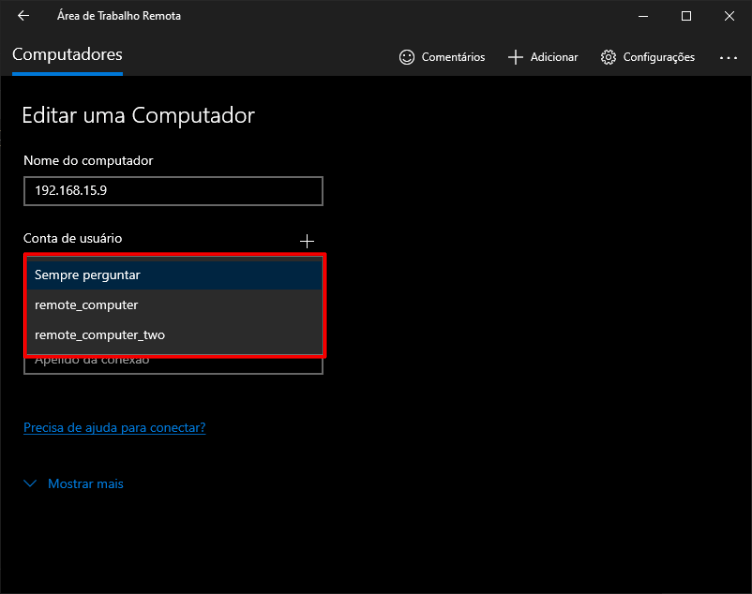 Área de Trabalho Remota
Computadores
Comentários
Adicionar
Configurações
Editar uma Computador
Nome do computador
192.168.15.9
Conta de usuário
Sempre perguntar
remote_computer
remote_computer_two
Apelido da conexão
Precisa de ajuda para conectar?
Mostrar mais